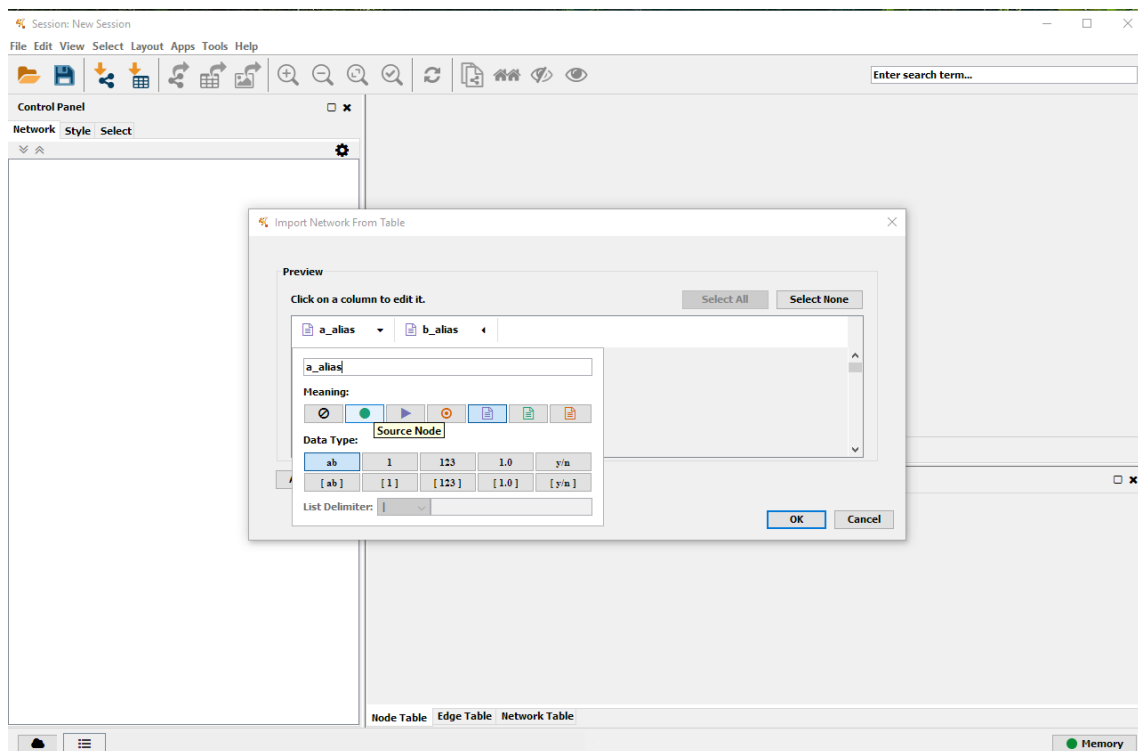 Session: New Session
File Edit View Select Layout Apps Tools Help
Enter search term...
Control Panel
Network Style Select
Import Network From Table
Preview
Click on a column to edit it.
Select All Select None
a_alias b_alias
a_alias
Meaning:
Source Node
Data Type:
ab 1 123 1.0 y/n
[ ab ] [ 1 ] [ 123 ] [ 1.0 ] [ y/n ]
List Delimiter: |
OK Cancel
Node Table Edge Table Network Table
Memory